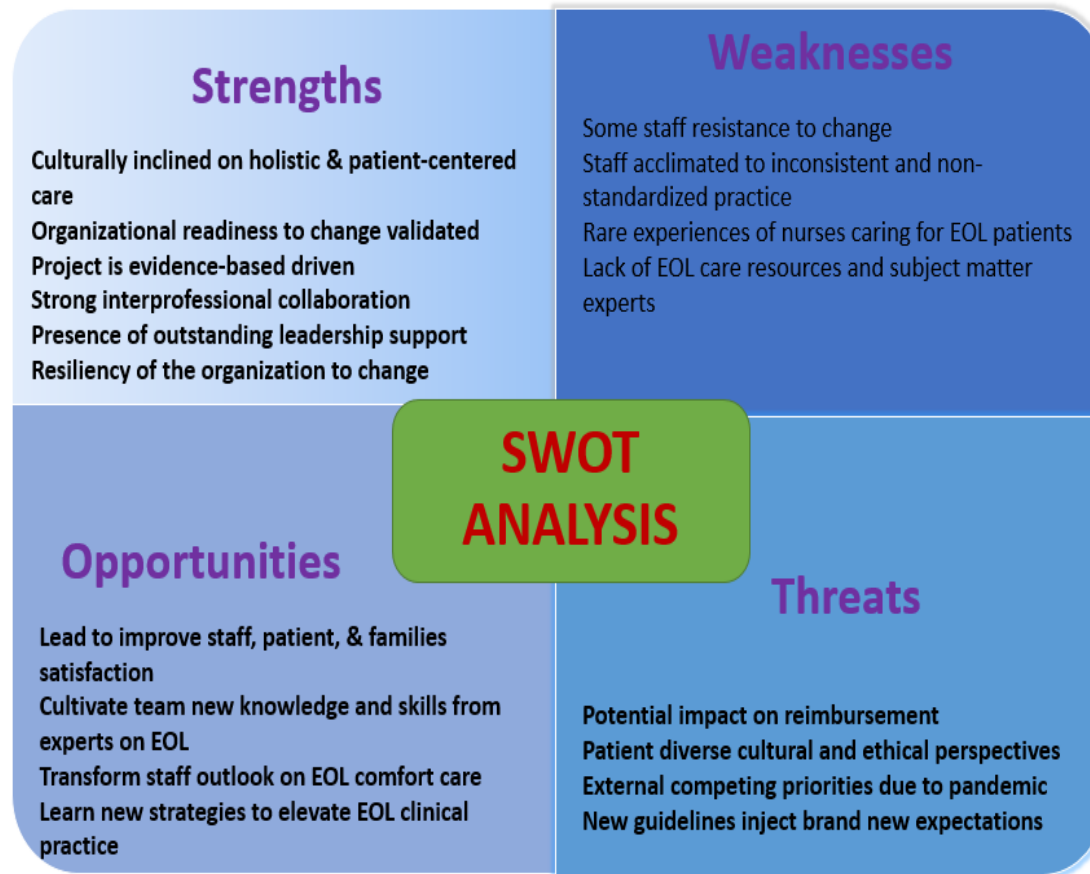 Strengths
Culturally inclined on holistic & patient-centered
care
Organizational readiness to change validated
Project is evidence-based driven
Strong interprofessional collaboration
Presence of outstanding leadership support
Resiliency of the organization to change
Weaknesses
Some staff resistance to change
Staff acclimated to inconsistent and non-
standardized practice
Rare experiences of nurses caring for EOL patients
Lack of EOL care resources and subject matter
experts
SWOT
ANALYSIS
Opportunities
Lead to improve staff, patient, & families
satisfaction
Cultivate team new knowledge and skills from
experts on EOL
Transform staff outlook on EOL comfort care
Learn new strategies to elevate EOL clinical
practice
Threats
Potential impact on reimbursement
Patient diverse cultural and ethical perspectives
External competing priorities due to pandemic
New guidelines inject brand new expectations